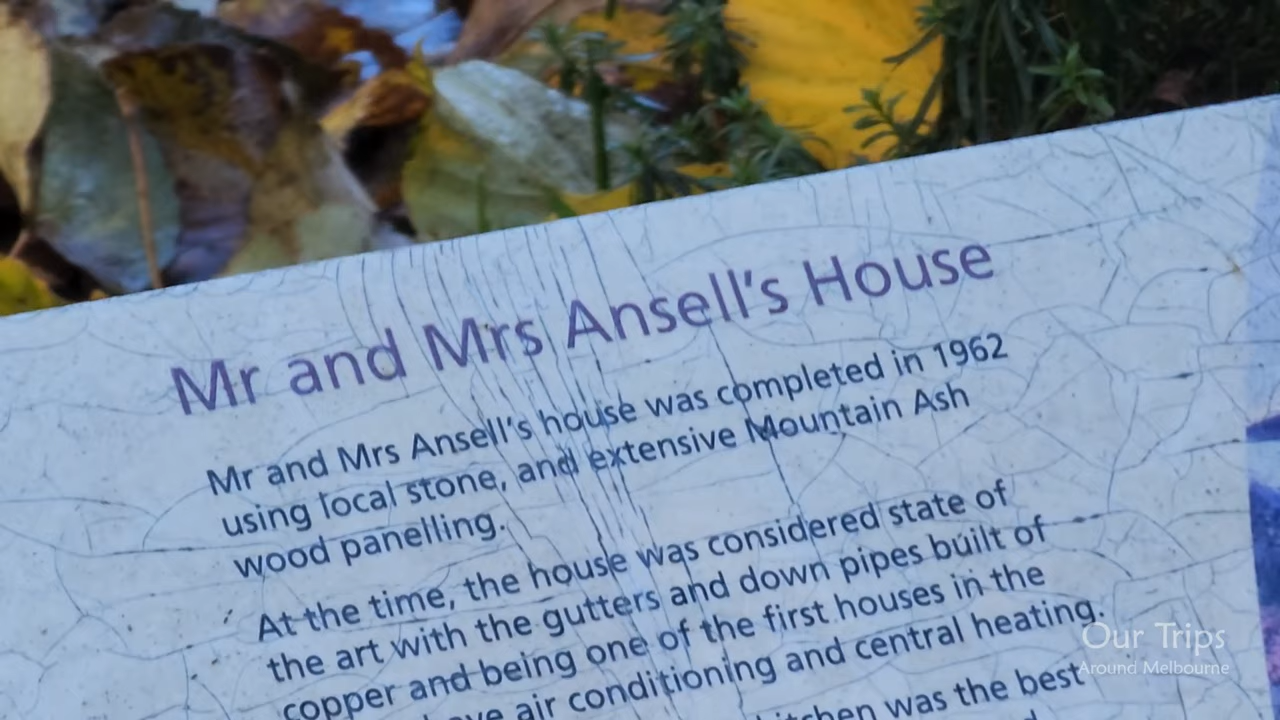 Mr and Mrs Ansell's House
Mr and Mrs Ansell's house was completed in 1962
using local stone, and extensive Mountain Ash
wood panelling.
At the time, the house was considered state of
the art with the gutters and down pipes built of
copper and being one of the first houses in the
air conditioning and central heating.
was the best
Our Trips
Around Melbourne